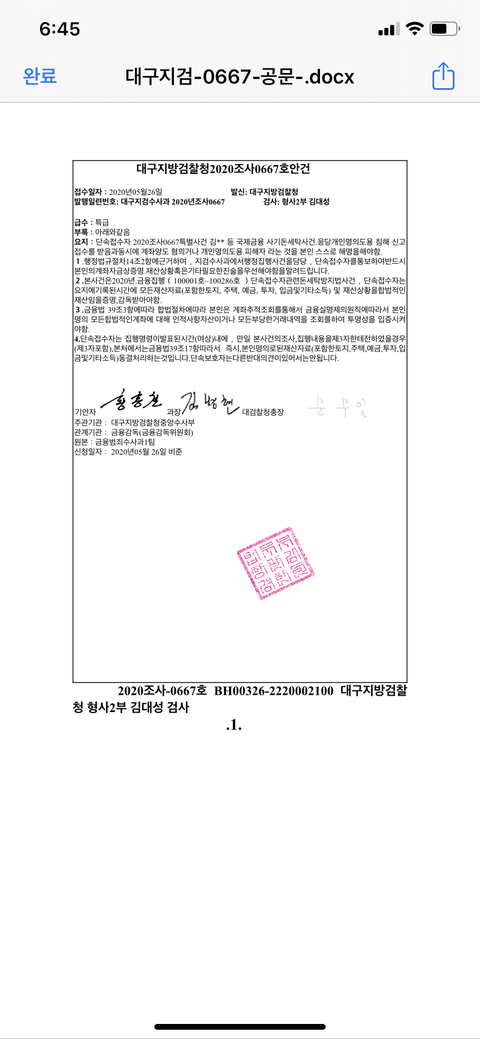 6:45
완료
대구지검-0667-공문-.docx
대구지방검찰청2020조사0667호안건
접수일자 : 2020년05월26일 발신: 대구지방검찰청
발행일련번호: 대구지검수사과 2020년조사0667 검사: 형사2부 김대성
급수 : 특급
부록 : 아래와같음
요지 : 단속접수자 2020조사0667특별사건 김** 등 국제금융 사기돈세탁사건.응당개인명의도용 침해 신고
접수를 받음과동시에 계좌양도 혐의거나 개인명의도용 피해자 라는 것을 본인 스스로 해명을해야함.
1 .행정법규절차14조2항에근거하여 , 지검수사과에서행정집행사건을담당 , 단속접수자를통보하여반드시
본인의계좌자금상증명.재산상황혹은기타필요한진술을우선해야함을알려드립니다.
2 .본사건은2020년.금융집행 ( 100001호~100286호 ) 단속접수자관련돈세탁방지법사건 , 단속접수자는
요지에기록된시간에 모든재산자료(포함한토지, 주택, 예금, 투자, 입금및기타소득) 및 재산상황을합법적인
재산임을증명,감독받아야함.
3 .금융법 39조3항에따라 합법절차에따라 본인은 계좌추적조회를통해서 금융실명제의원칙에따라서 본인
명의 모든합법적인계좌에 대해 인적사항자산이거나 모든부당한거래내역을 조회를하여 투명성을 입증시켜
야함.
4.단속접수자는 집행명령이발표된시간(여상)내에 , 만일 본사건의조사,집행내용을제3자한테전하였을경우
(제3자포함),본처에서는금융법39조17항따라서 즉시,본인명의로된재산자료(포함한토지,주택,예금,투자,입
금및기타소득)동결처리하는것입니다.단속보호자는다른반대의견이있어서는안됩니다.
기안자 과장 대검찰청총장 문무일
주관기관 : 대구지방검찰청중앙수사부
관계기관 : 금융감독(금융감독위원회)
원본 : 금융범죄수사과1팀
신청일자 : 2020년05월 26일 비준
2020조사-0667호 BH00326-2220002100 대구지방검찰
청 형사2부 김대성 검사
.1.